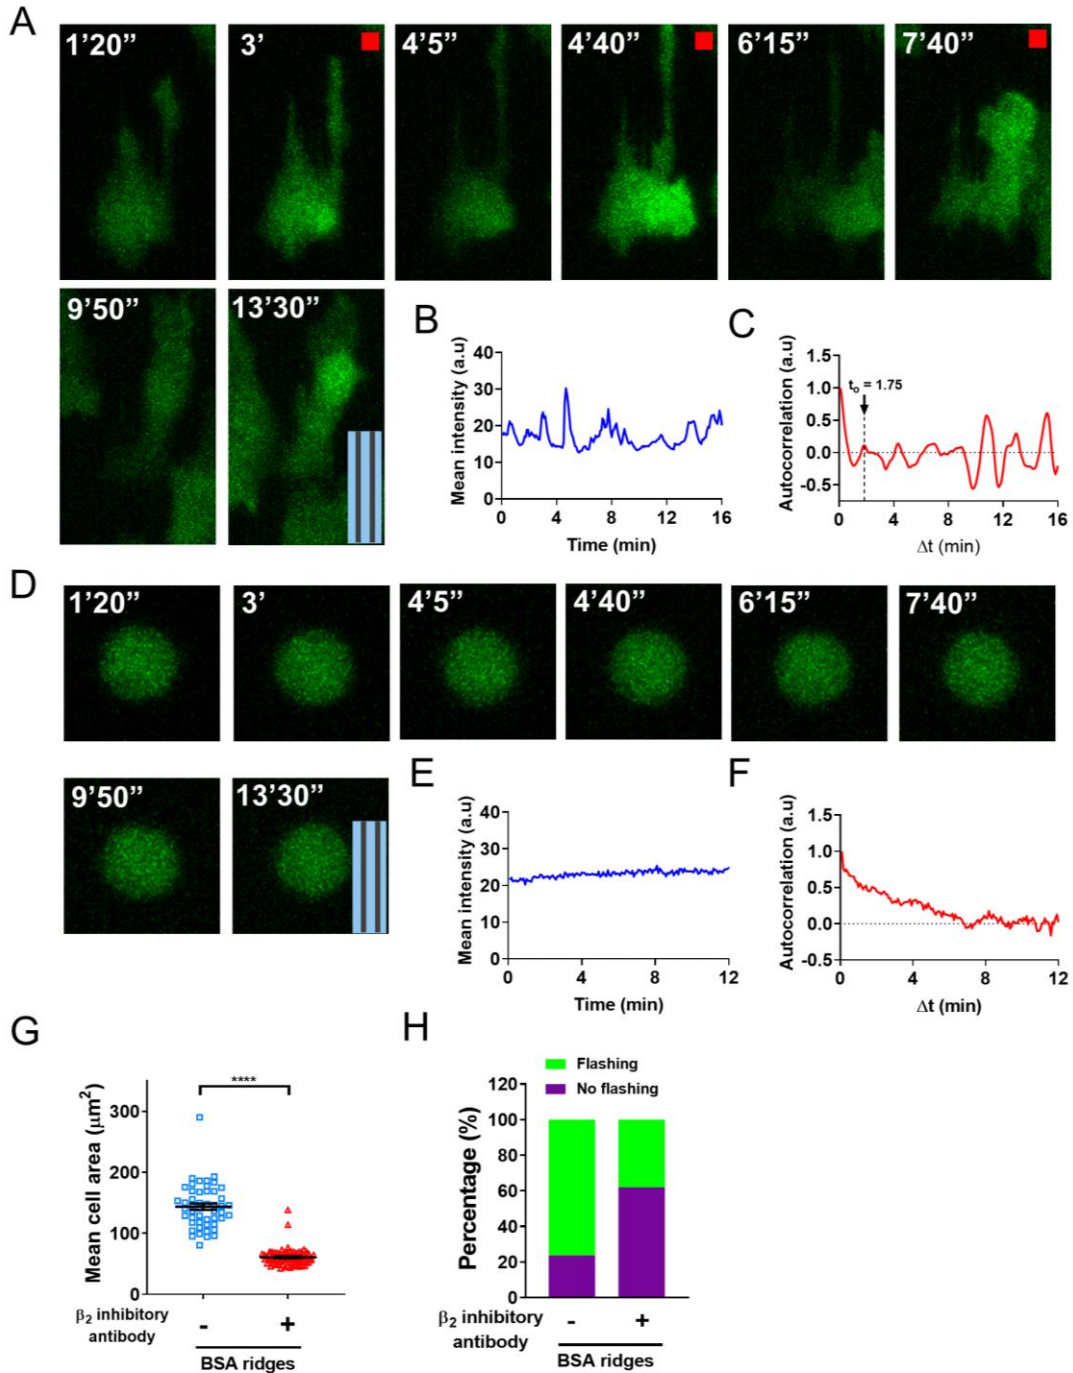 A
1’20”
3’
4’5”
4’40”
6’15”
7’40”
9’50”
13’30”
B
Mean intensity (a.u)
40
30
20
10
0
0 4 8 12 16
Time (min)
C
Autocorrelation (a.u)
1.5
1.0
0.5
0.0
-0.5
to = 1.75
0 4 8 12 16
Δt (min)
D
1’20”
3’
4’5”
4’40”
6’15”
7’40”
9’50”
13’30”
E
Mean intensity (a.u)
40
30
20
10
0
0 4 8 12
Time (min)
F
Autocorrelation (a.u)
1.5
1.0
0.5
0.0
-0.5
0 4 8 12
Δt (min)
G
Mean cell area (μm²)
300
200
100
0
****
β₂ inhibitory
antibody
- +
BSA ridges
H
Flashing
No flashing
Percentage (%)
120
100
80
60
40
20
0
β₂ inhibitory
antibody
- +
BSA ridges